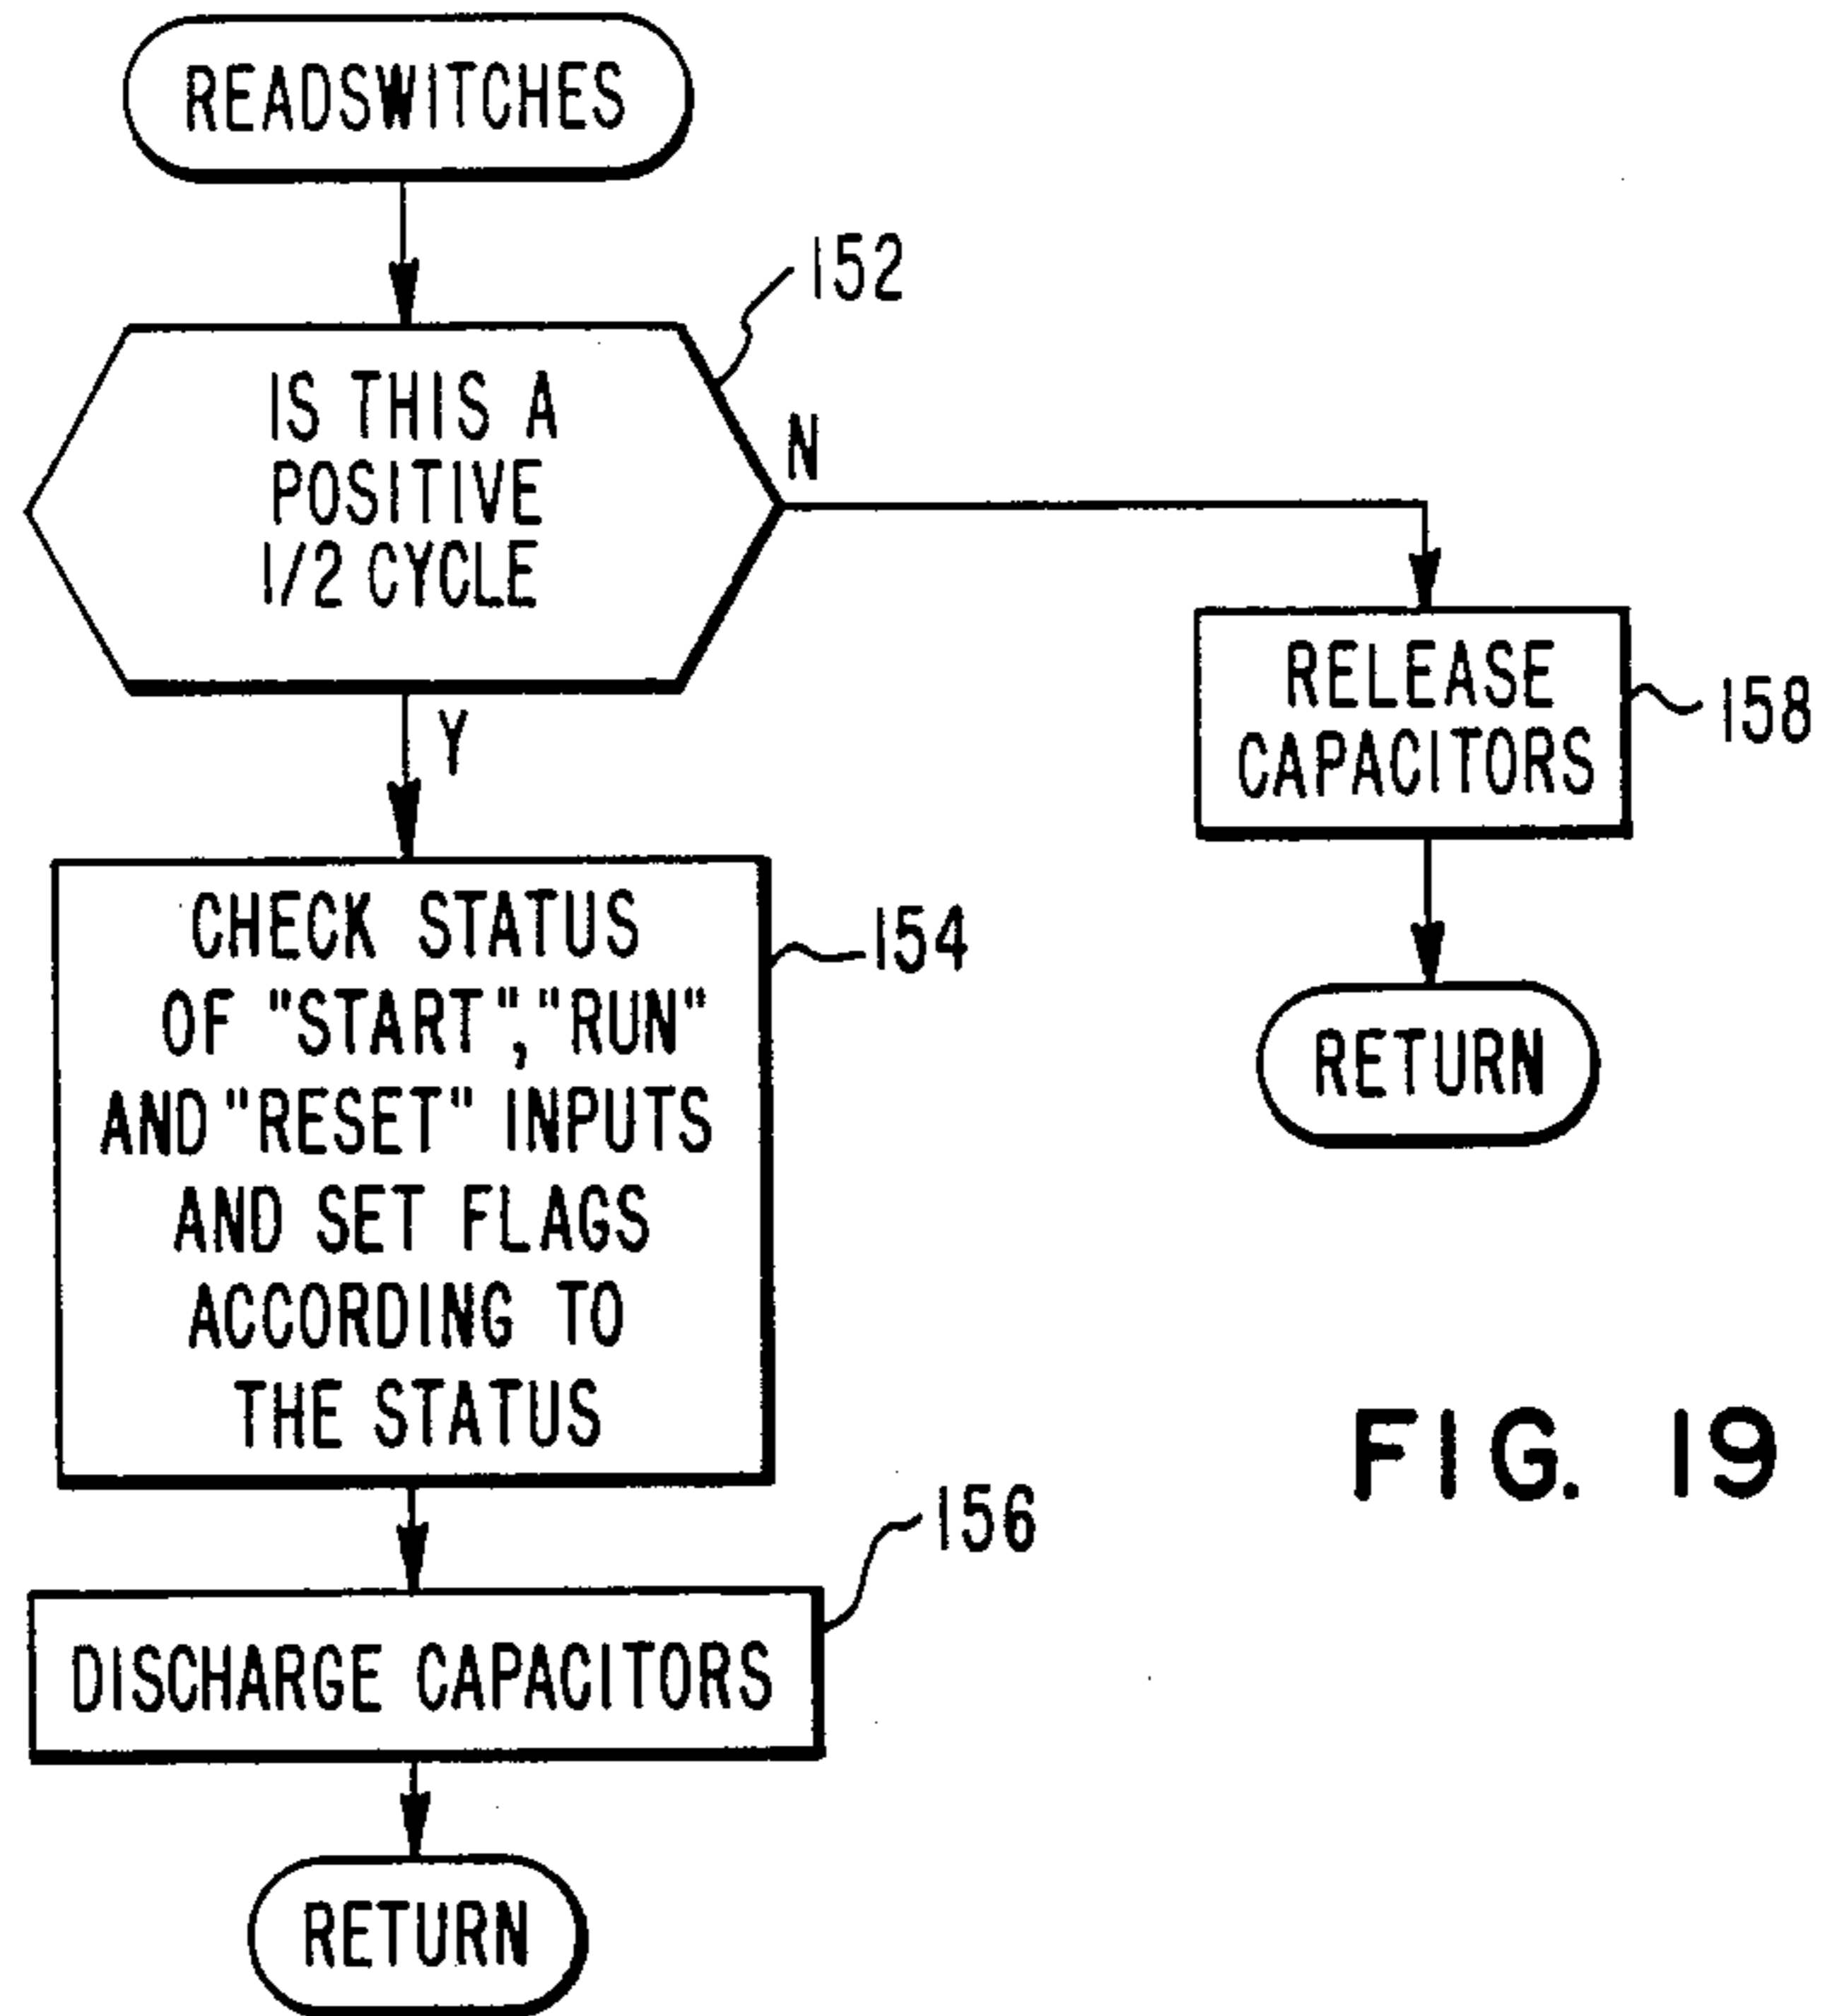 READSWITCHES
152
IS THIS A
POSITIVE
1/2 CYCLE
N
Y
RELEASE
CAPACITORS
158
RETURN
CHECK STATUS
OF "START","RUN"
AND "RESET" INPUTS
AND SET FLAGS
ACCORDING TO
THE STATUS
154
156
DISCHARGE CAPACITORS
RETURN
FIG. 19